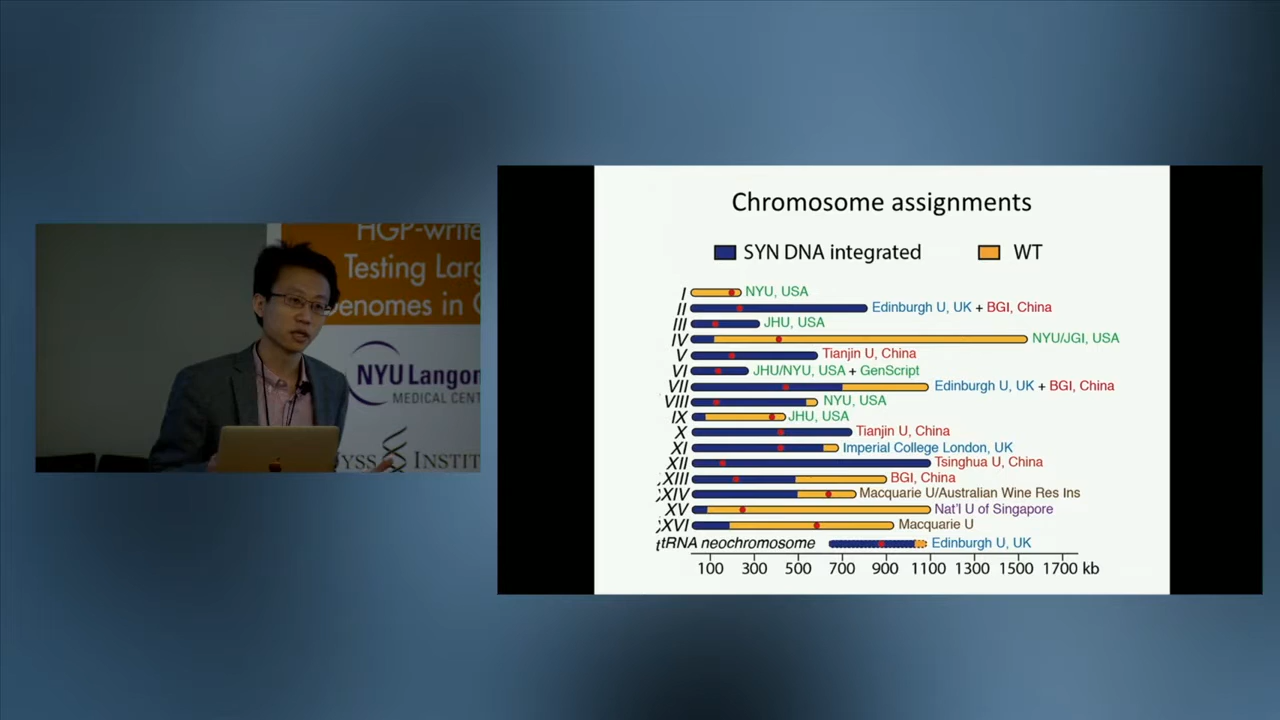 HGP-write
Testing Larg
Genomes in
NYU Langon
MEDICAL CENT
YSS INSTIT
Chromosome assignments
SYN DNA integrated
WT
I NYU, USA
II Edinburgh U, UK + BGI, China
III JHU, USA
IV NYU/JGI, USA
V Tianjin U, China
VI JHU/NYU, USA + GenScript
VII Edinburgh U, UK + BGI, China
VIII NYU, USA
IX JHU, USA
X Tianjin U, China
XI Imperial College London, UK
XII Tsinghua U, China
XIII BGI, China
XIV Macquarie U/Australian Wine Res Ins
XV Nat'l U of Singapore
XVI Macquarie U
tRNA neochromosome Edinburgh U, UK
100 300 500 700 900 1100 1300 1500 1700 kb